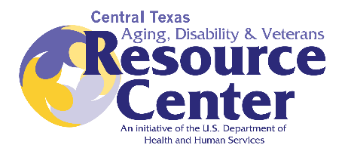 Central Texas
Aging, Disability & Veterans
Resource
Center
An initiative of the U.S. Department of
Health and Human Services